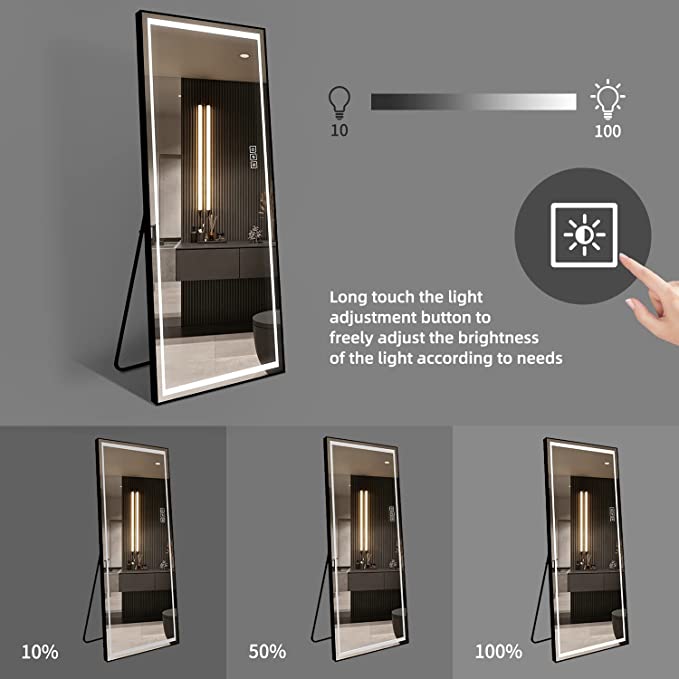 10
100
Long touch the light
adjustment button to
freely adjust the brightness
of the light according to needs
10%
50%
100%